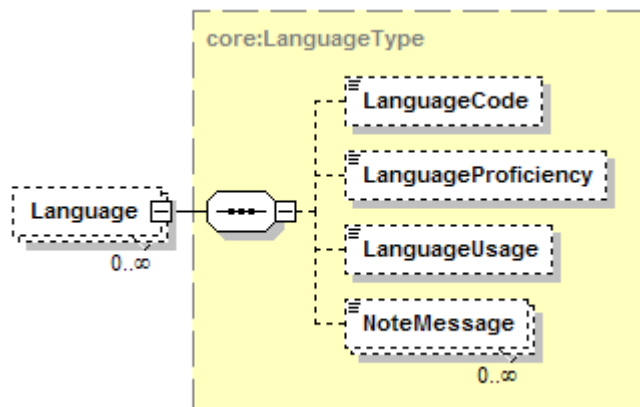 core:LanguageType
LanguageCode
LanguageProficiency
Language
0..∞
LanguageUsage
NoteMessage
0..∞